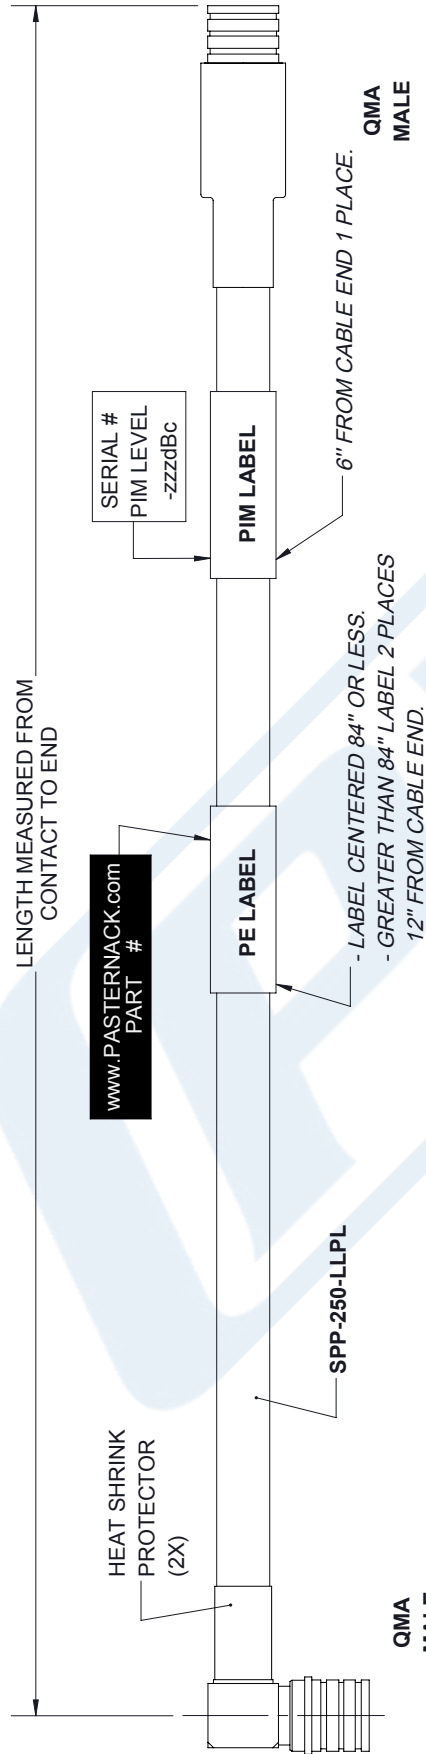 LENGTH MEASURED FROM
CONTACT TO END
HEAT SHRINK
PROTECTOR
(2X)
www.PASTERNACK.com
PART #
SERIAL #
PIM LEVEL
-zzzdBc
PE LABEL
PIM LABEL
SPP-250-LLPL
- LABEL CENTERED 84" OR LESS.
- GREATER THAN 84" LABEL 2 PLACES
12" FROM CABLE END.
6" FROM CABLE END 1 PLACE.
QMA
MALE
QMA